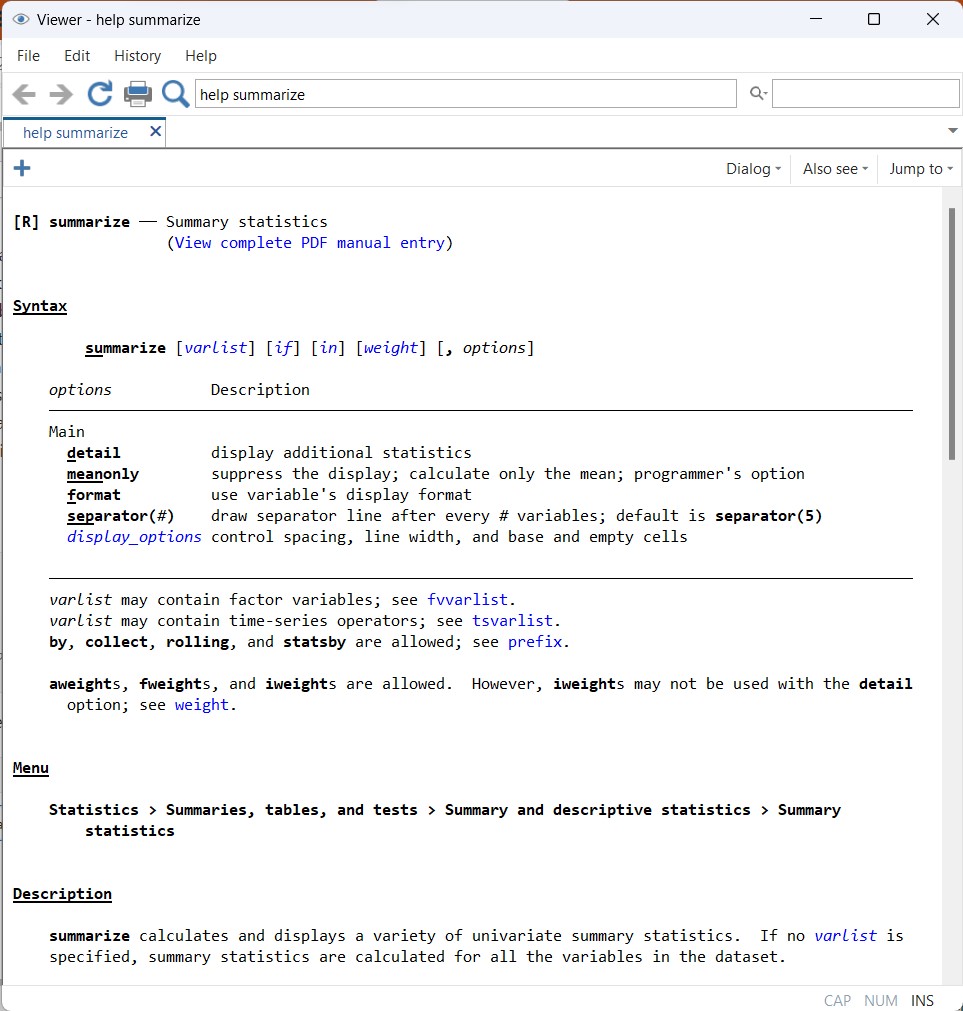 Viewer - help summarize
File Edit History Help
help summarize
help summarize
Dialog Also see Jump to
[R] summarize — Summary statistics
(View complete PDF manual entry)
Syntax
summarize [varlist] [if] [in] [weight] [, options]
options Description
Main
detail display additional statistics
meanonly suppress the display; calculate only the mean; programmer's option
format use variable's display format
separator(#) draw separator line after every # variables; default is separator(5)
display_options control spacing, line width, and base and empty cells
varlist may contain factor variables; see fvvarlist.
varlist may contain time-series operators; see tsvarlist.
by, collect, rolling, and statsby are allowed; see prefix.
aweights, fweights, and iweights are allowed. However, iweights may not be used with the detail
option; see weight.
Menu
Statistics > Summaries, tables, and tests > Summary and descriptive statistics > Summary
statistics
Description
summarize calculates and displays a variety of univariate summary statistics. If no varlist is
specified, summary statistics are calculated for all the variables in the dataset.
CAP NUM INS